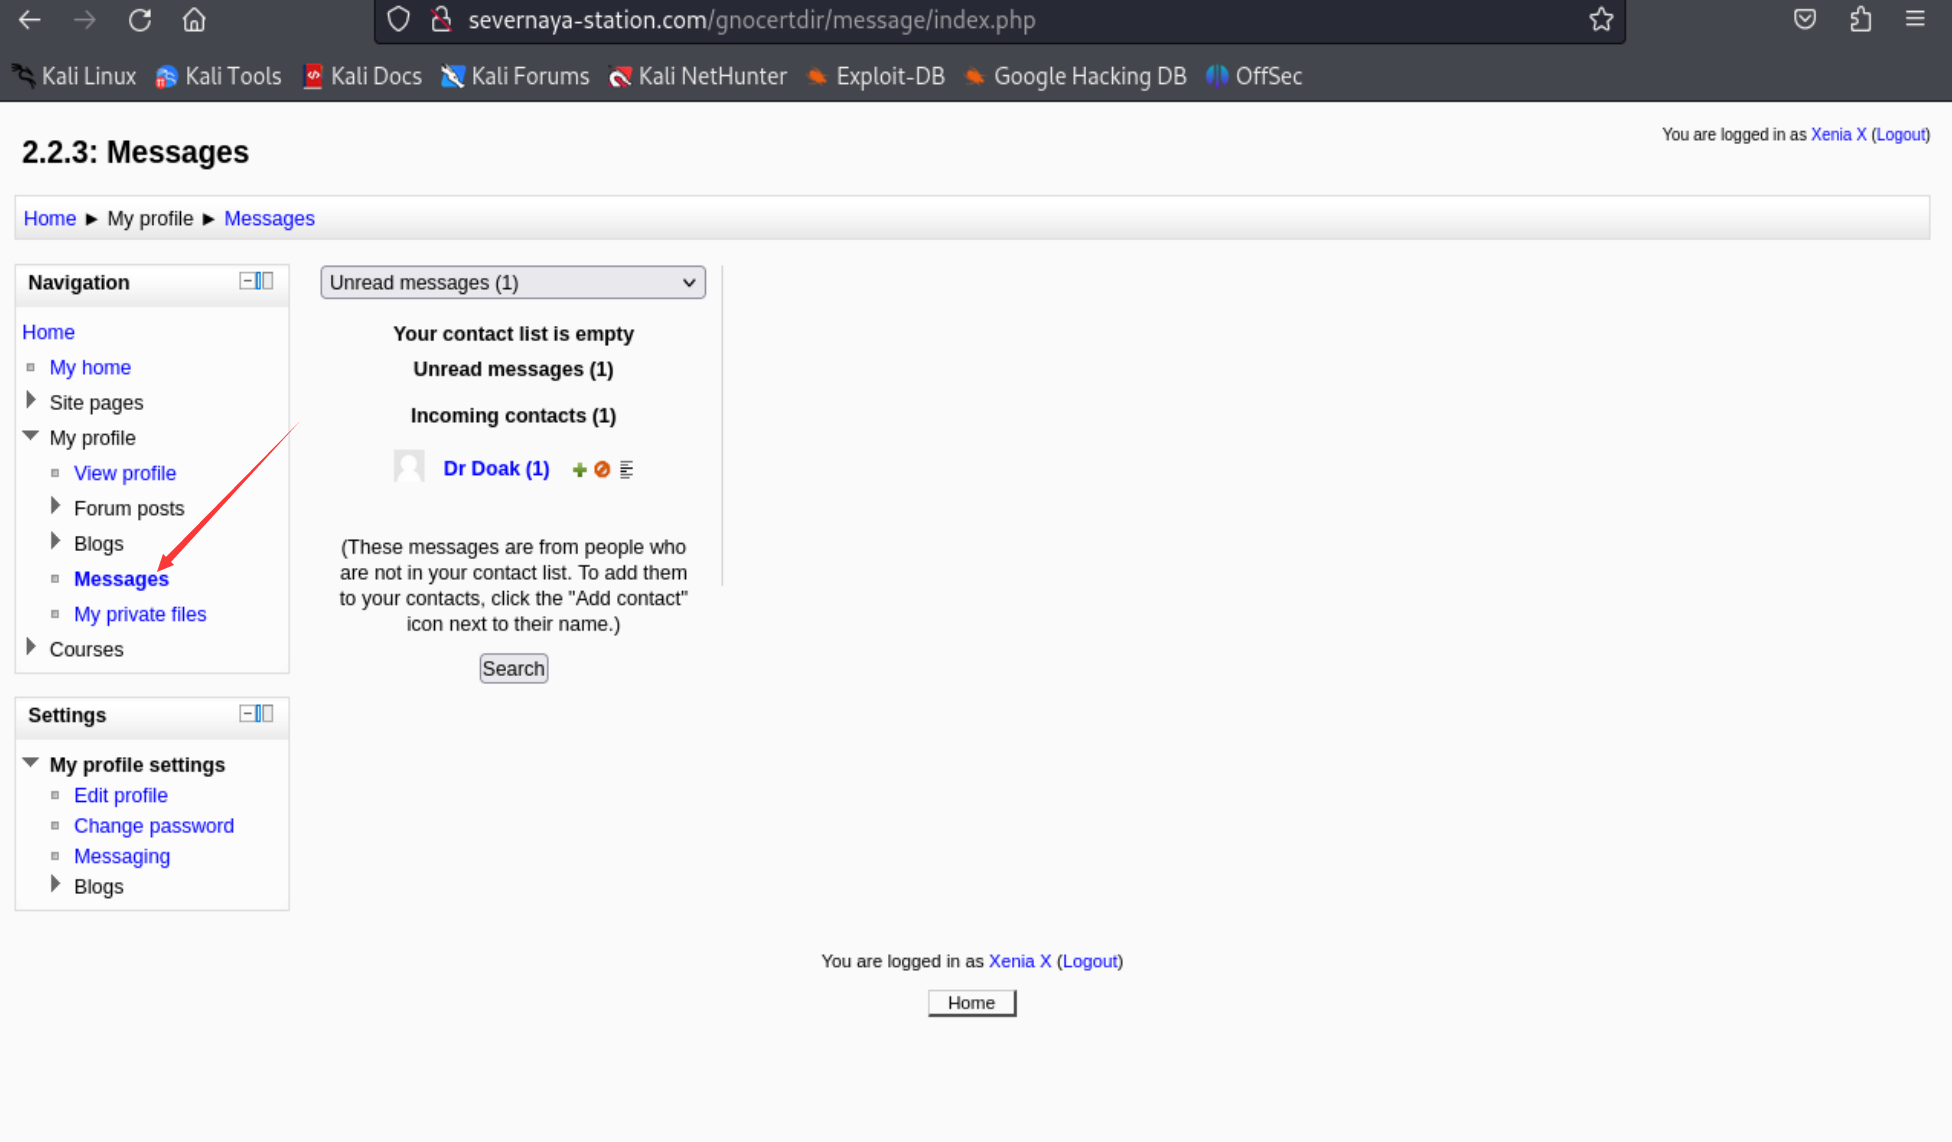 severnaya-station.com/gnocertdir/message/index.php
Kali Linux Kali Tools Kali Docs Kali Forums Kali NetHunter Exploit-DB Google Hacking DB OffSec
You are logged in as Xenia X (Logout)
2.2.3: Messages
Home ► My profile ► Messages
Navigation
Home
My home
Site pages
My profile
View profile
Forum posts
Blogs
Messages
My private files
Courses
Settings
My profile settings
Edit profile
Change password
Messaging
Blogs
Unread messages (1)
Your contact list is empty
Unread messages (1)
Incoming contacts (1)
Dr Doak (1)
(These messages are from people who
are not in your contact list. To add them
to your contacts, click the "Add contact"
icon next to their name.)
Search
You are logged in as Xenia X (Logout)
Home